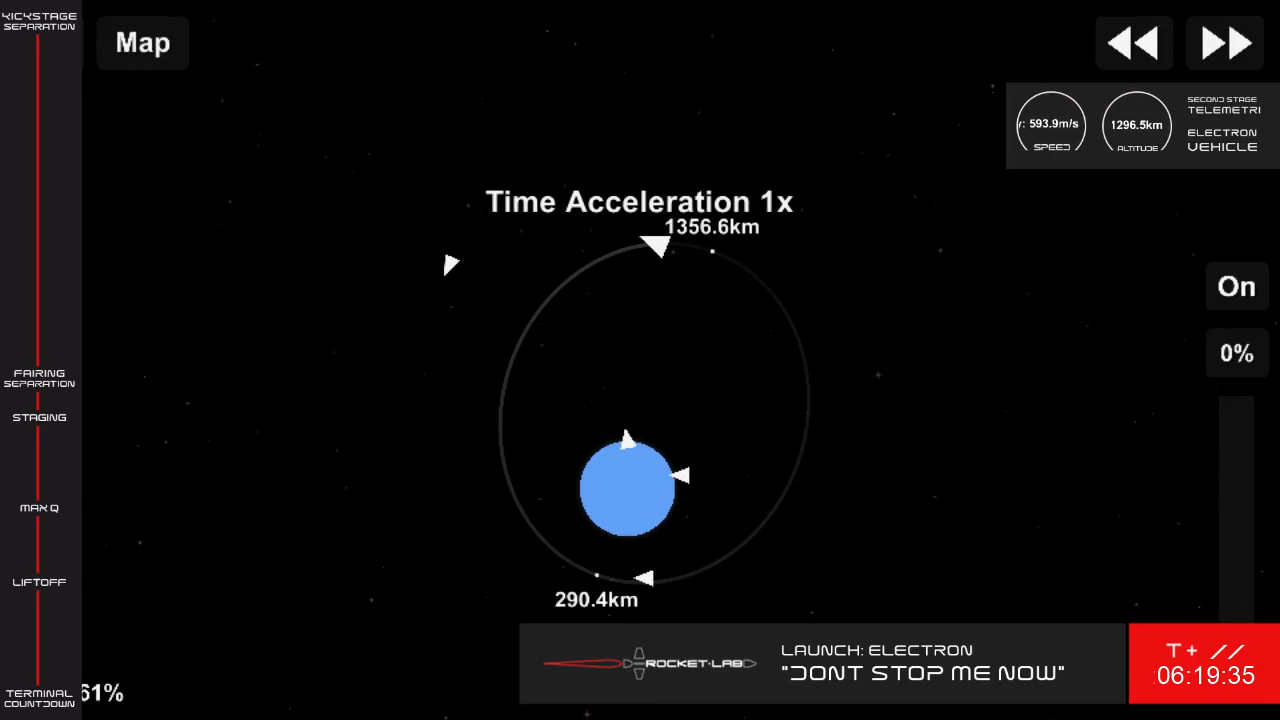 KICKSTAGE
SEPARATION
Map
: 593.9m/s
SPEED
1296.5km
ALTITUDE
SECOND STAGE
TELEMETRI
ELECTRON
VEHICLE
Time Acceleration 1x
1356.6km
On
0%
FAIRING
SEPARATION
STAGING
MAX Q
LIFTOFF
290.4km
TERMINAL
COUNTDOWN
61%
ROCKET LAB
LAUNCH: ELECTRON
"DONT STOP ME NOW"
T+ //
06:19:35